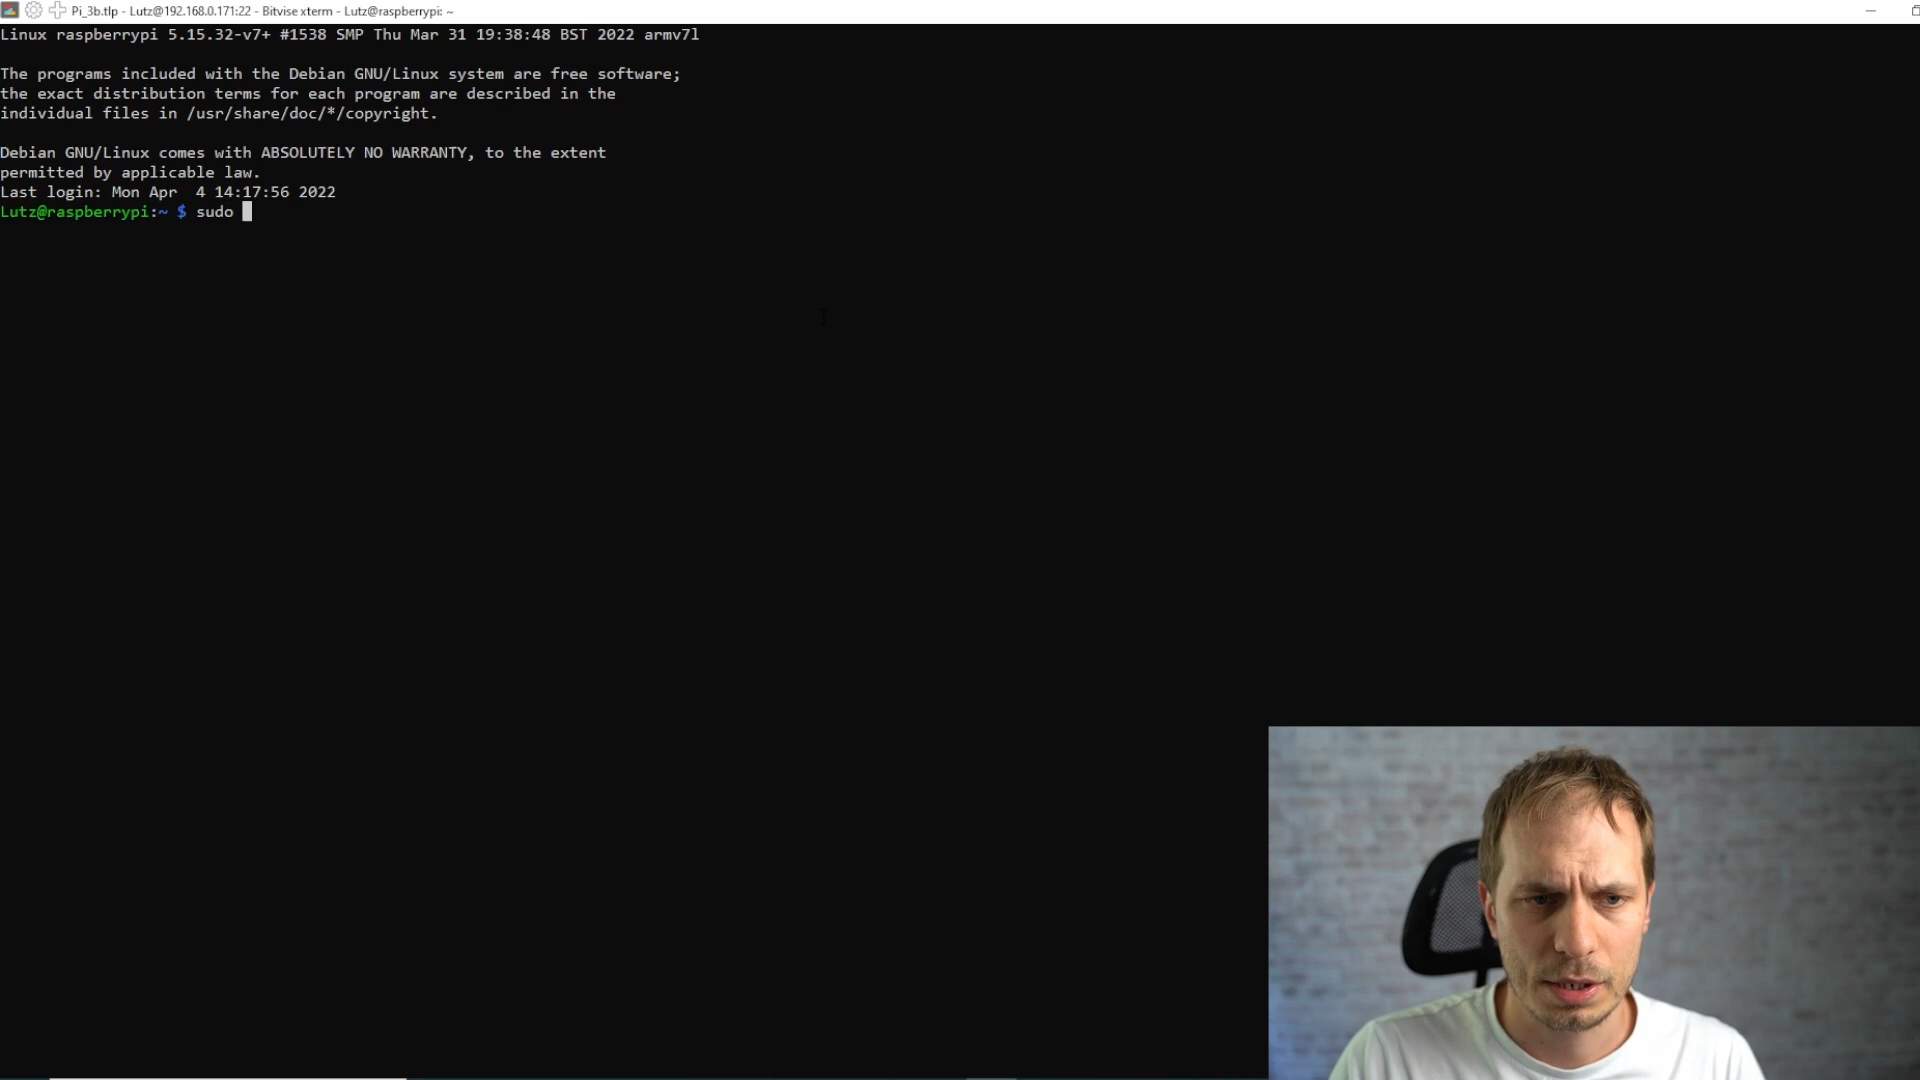 Pi_3b.tlp - Lutz@192.168.0.171:22 - Bitvise xterm - Lutz@raspberrypi: ~
Linux raspberrypi 5.15.32-v7+ #1538 SMP Thu Mar 31 19:38:48 BST 2022 armv7l
The programs included with the Debian GNU/Linux system are free software;
the exact distribution terms for each program are described in the
individual files in /usr/share/doc/*/copyright.
Debian GNU/Linux comes with ABSOLUTELY NO WARRANTY, to the extent
permitted by applicable law.
Last login: Mon Apr  4 14:17:56 2022
Lutz@raspberrypi:~ $ sudo